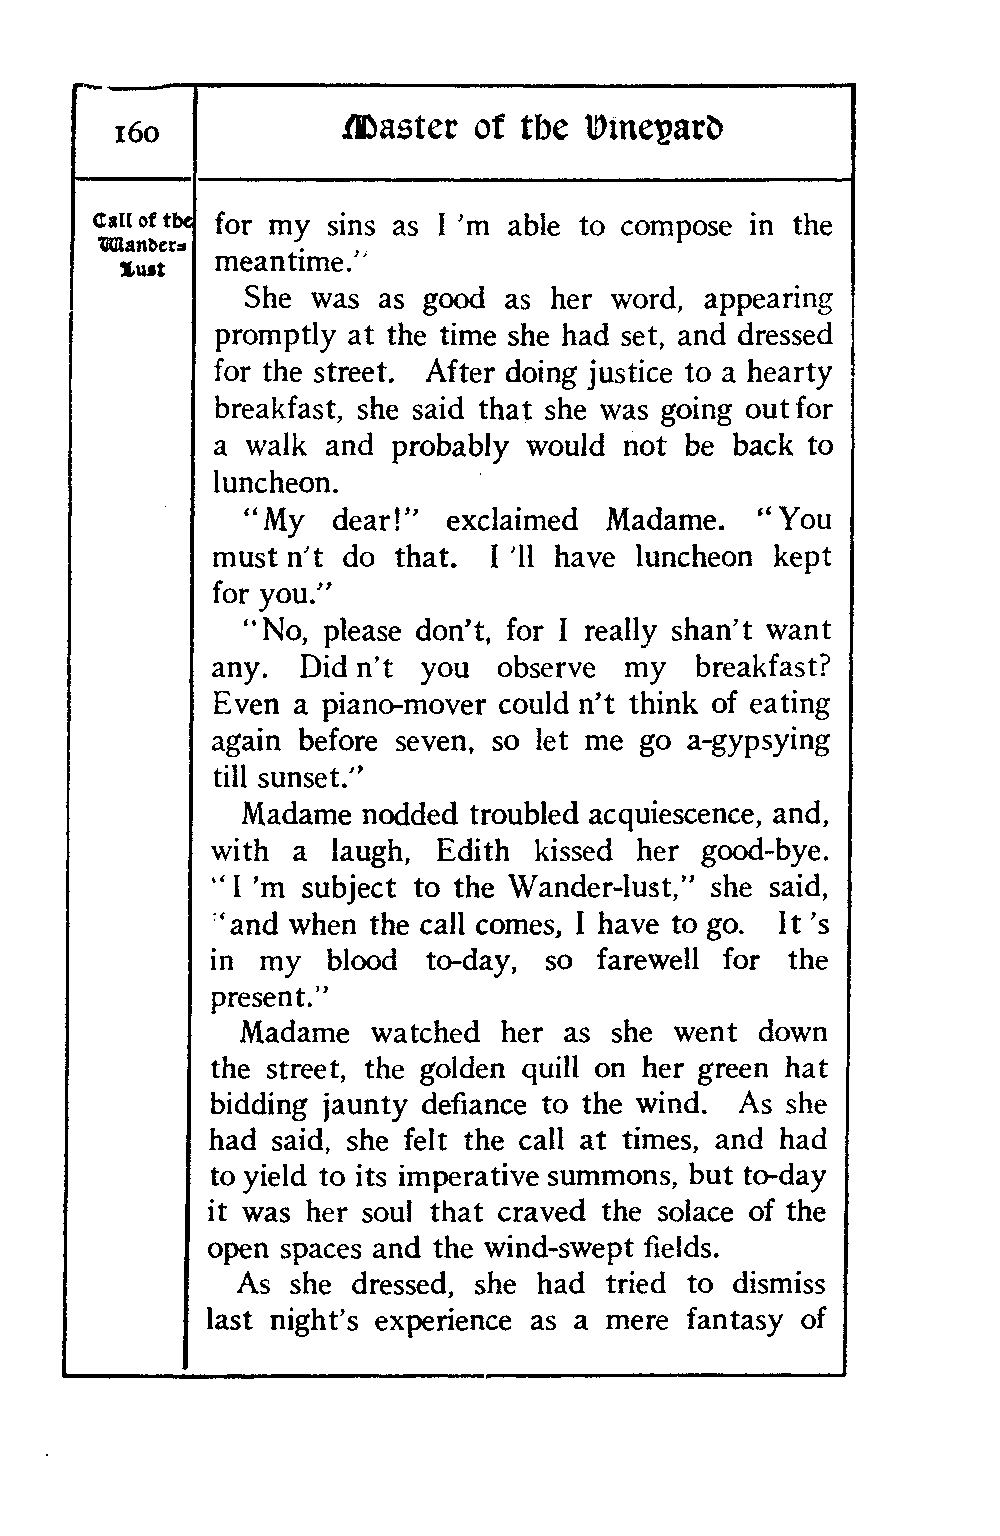 160
Master of the Vineyard
Call of the
Wander-
Lust
for my sins as I 'm able to compose in the
meantime."
She was as good as her word, appearing
promptly at the time she had set, and dressed
for the street. After doing justice to a hearty
breakfast, she said that she was going out for
a walk and probably would not be back to
luncheon.
"My dear!" exclaimed Madame. "You
must n't do that. I 'll have luncheon kept
for you."
"No, please don't, for I really shan't want
any. Did n't you observe my breakfast?
Even a piano-mover could n't think of eating
again before seven, so let me go a-gypsying
till sunset."
Madame nodded troubled acquiescence, and,
with a laugh, Edith kissed her good-bye.
"I 'm subject to the Wander-lust," she said,
"and when the call comes, I have to go. It 's
in my blood to-day, so farewell for the
present."
Madame watched her as she went down
the street, the golden quill on her green hat
bidding jaunty defiance to the wind. As she
had said, she felt the call at times, and had
to yield to its imperative summons, but to-day
it was her soul that craved the solace of the
open spaces and the wind-swept fields.
As she dressed, she had tried to dismiss
last night's experience as a mere fantasy of